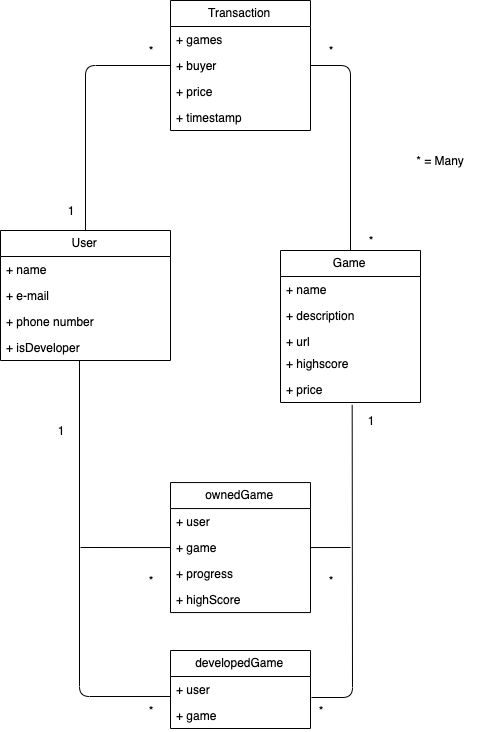 Transaction
+ games
+ buyer
+ price
+ timestamp
*
*
* = Many
1
*
User
+ name
+ e-mail
+ phone number
+ isDeveloper
Game
+ name
+ description
+ url
+ highscore
+ price
1
1
ownedGame
+ user
+ game
+ progress
+ highScore
*
*
developedGame
+ user
+ game
*
*